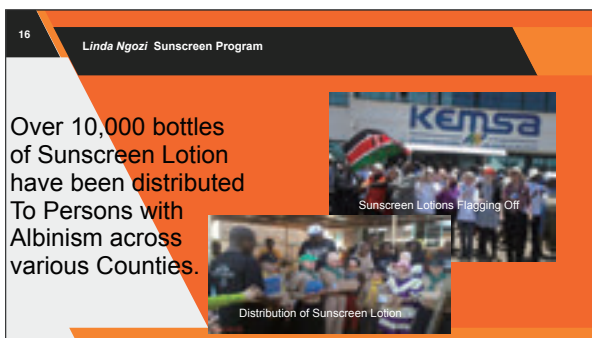 16
Linda Ngozi Sunscreen Program
Over 10,000 bottles
of Sunscreen Lotion
have been distributed
To Persons with
Albinism across
various Counties.
KEMSA
Sunscreen Lotions Flagging Off
Distribution of Sunscreen Lotion